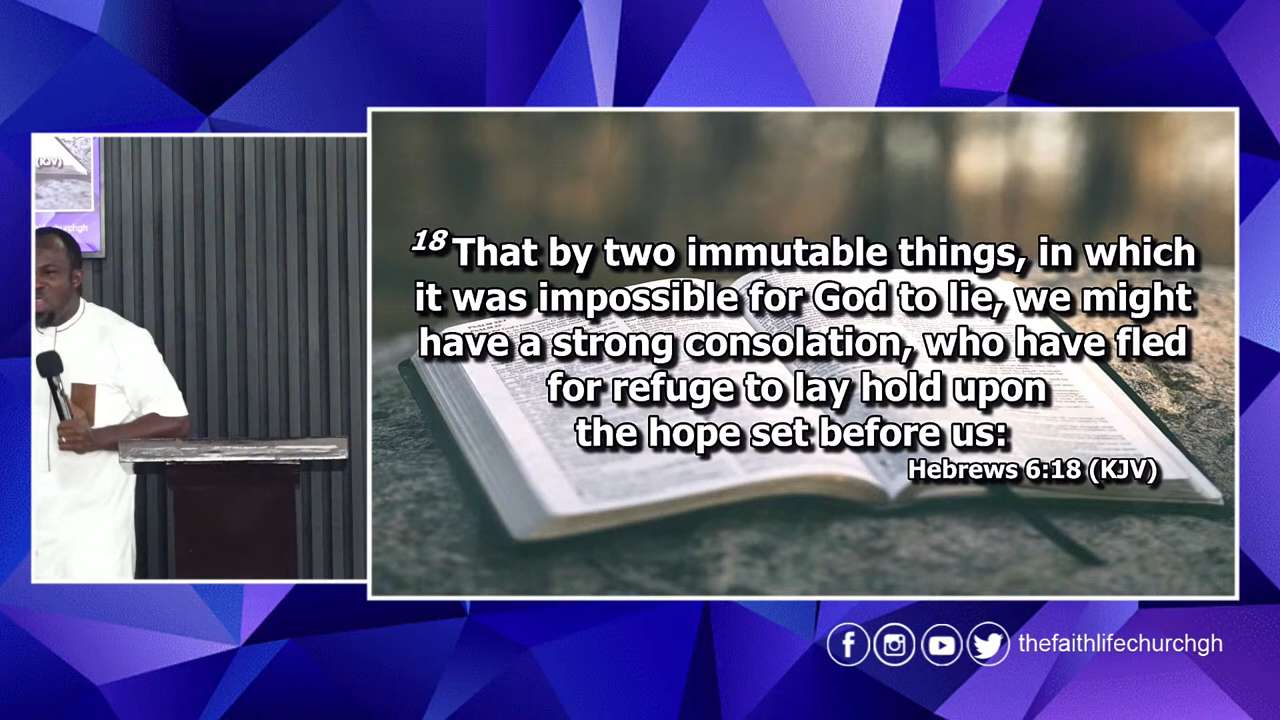 (KJV)
churchgh
18 That by two immutable things, in which
it was impossible for God to lie, we might
have a strong consolation, who have fled
for refuge to lay hold upon
the hope set before us:
Hebrews 6:18 (KJV)
thefaithlifechurchgh